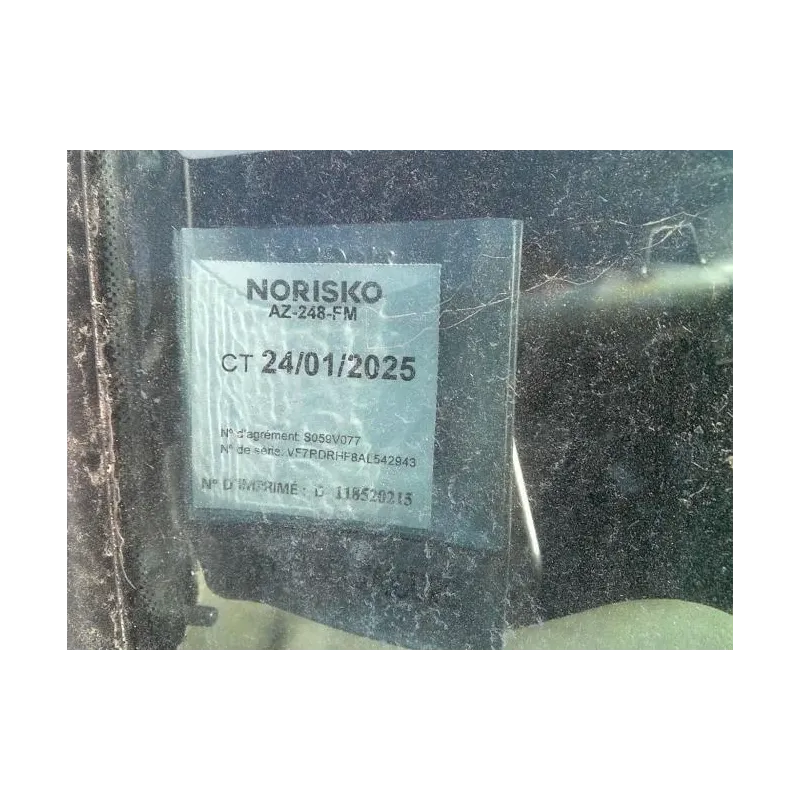 NORISKO
AZ-248-FM
CT 24/01/2025
N° d'agrément: S059V077
N° de série: VF7RDRHF8AL542943
N° D'IMPRIMÉ : D 118520215